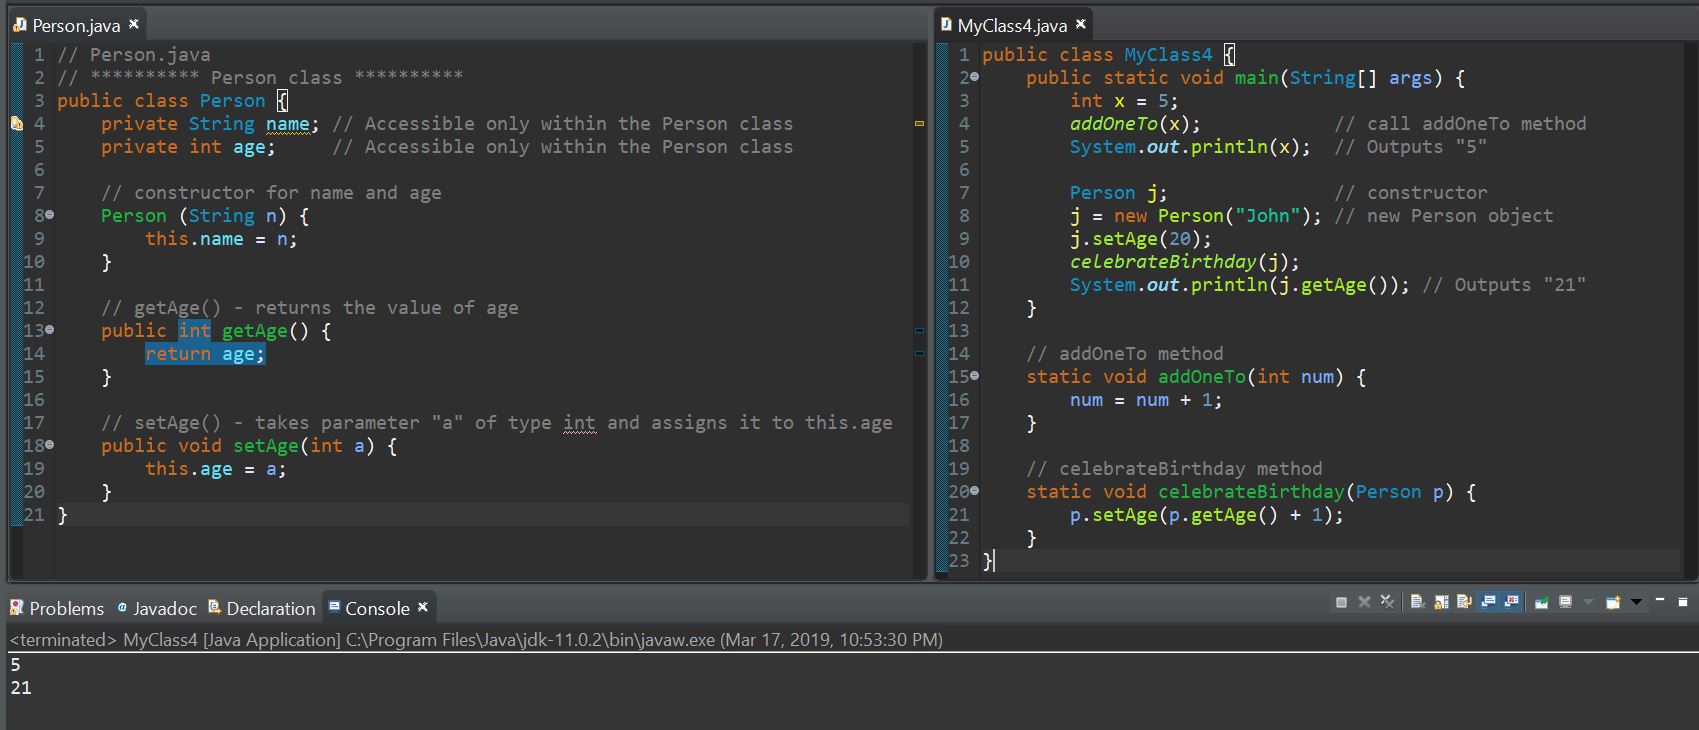 Person.java
1 // Person.java
2 // ********** Person class **********
3 public class Person {
4     private String name; // Accessible only within the Person class
5     private int age;     // Accessible only within the Person class
6
7     // constructor for name and age
8     Person (String n) {
9         this.name = n;
10     }
11
12     // getAge() - returns the value of age
13     public int getAge() {
14         return age;
15     }
16
17     // setAge() - takes parameter "a" of type int and assigns it to this.age
18     public void setAge(int a) {
19         this.age = a;
20     }
21 }
MyClass4.java
1 public class MyClass4 {
2     public static void main(String[] args) {
3         int x = 5;
4         addOneTo(x);            // call addOneTo method
5         System.out.println(x);  // Outputs "5"
6
7         Person j;               // constructor
8         j = new Person("John"); // new Person object
9         j.setAge(20);
10         celebrateBirthday(j);
11         System.out.println(j.getAge()); // Outputs "21"
12     }
13
14     // addOneTo method
15     static void addOneTo(int num) {
16         num = num + 1;
17     }
18
19     // celebrateBirthday method
20     static void celebrateBirthday(Person p) {
21         p.setAge(p.getAge() + 1);
22     }
23 }
Problems @ Javadoc Declaration Console
<terminated> MyClass4 [Java Application] C:\Program Files\Java\jdk-11.0.2\bin\javaw.exe (Mar 17, 2019, 10:53:30 PM)
5
21